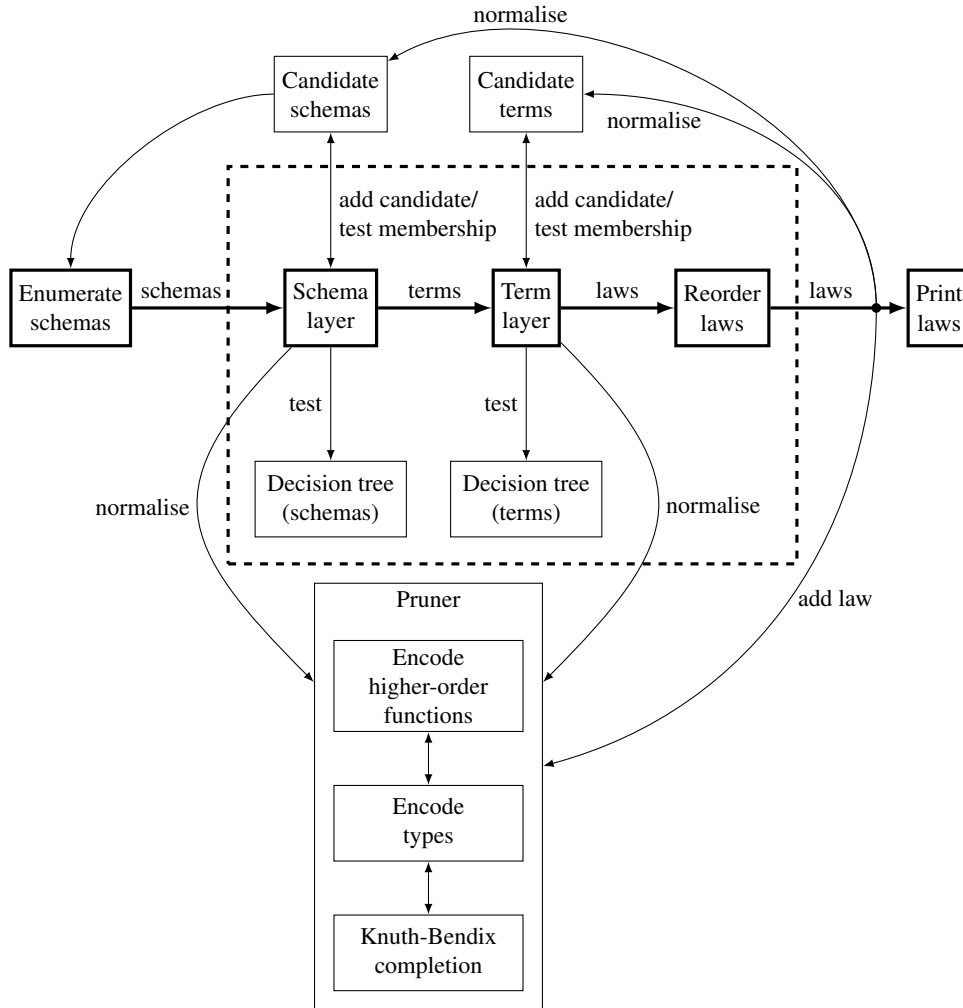 normalise
Candidate
schemas
Candidate
terms
normalise
add candidate/
test membership
add candidate/
test membership
Enumerate
schemas
schemas
Schema
layer
terms
Term
layer
laws
Reorder
laws
laws
Print
laws
test
test
Decision tree
(schemas)
Decision tree
(terms)
normalise
normalise
add law
Pruner
Encode
higher-order
functions
Encode
types
Knuth-Bendix
completion